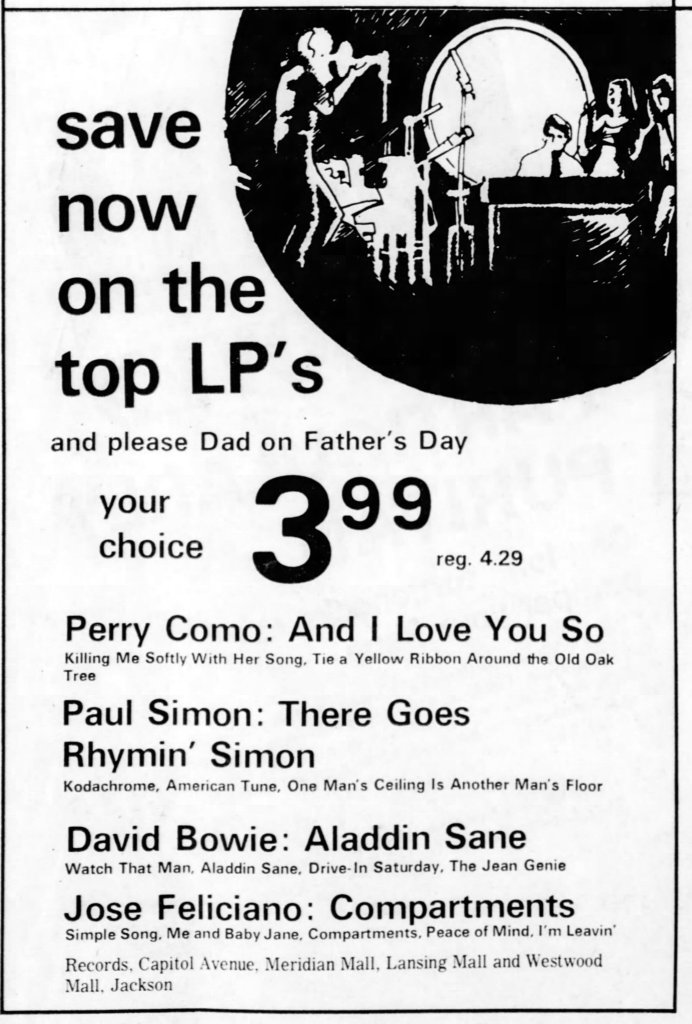 save
now
on the
top LP's
and please Dad on Father's Day
your
choice
3 99
reg. 4.29
Perry Como: And I Love You So
Killing Me Softly With Her Song, Tie a Yellow Ribbon Around the Old Oak
Tree
Paul Simon: There Goes
Rhymin' Simon
Kodachrome, American Tune, One Man's Ceiling Is Another Man's Floor
David Bowie: Aladdin Sane
Watch That Man, Aladdin Sane, Drive-In Saturday, The Jean Genie
Jose Feliciano: Compartments
Simple Song, Me and Baby Jane, Compartments, Peace of Mind, I'm Leavin'
Records, Capitol Avenue, Meridian Mall, Lansing Mall and Westwood
Mall, Jackson